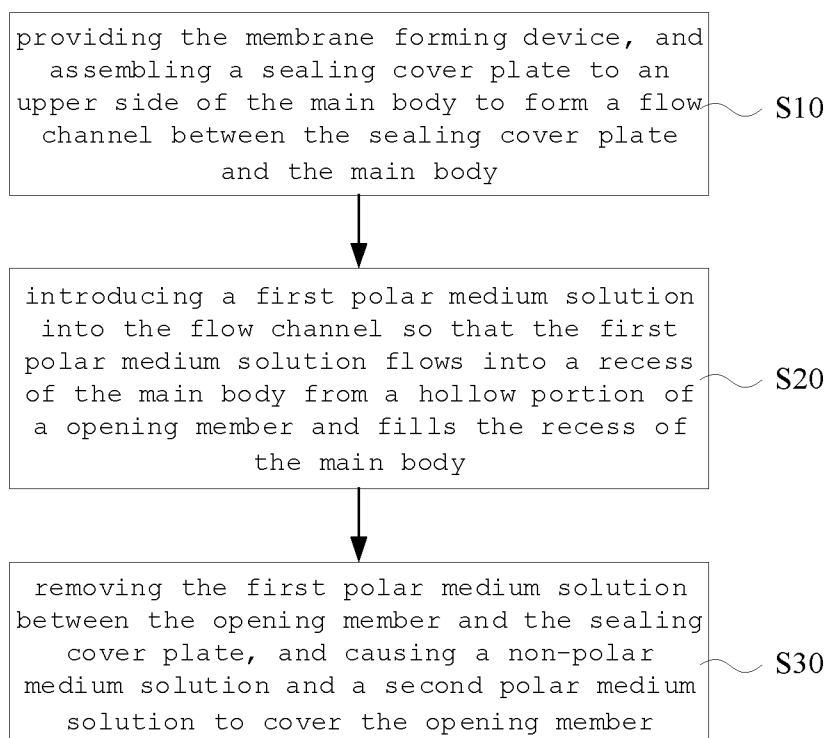 providing the membrane forming device, and
assembling a sealing cover plate to an
upper side of the main body to form a flow
channel between the sealing cover plate
and the main body
S10
introducing a first polar medium solution
into the flow channel so that the first
polar medium solution flows into a recess
of the main body from a hollow portion of
a opening member and fills the recess of
the main body
S20
removing the first polar medium solution
between the opening member and the sealing
cover plate, and causing a non-polar
medium solution and a second polar medium
solution to cover the opening member
S30